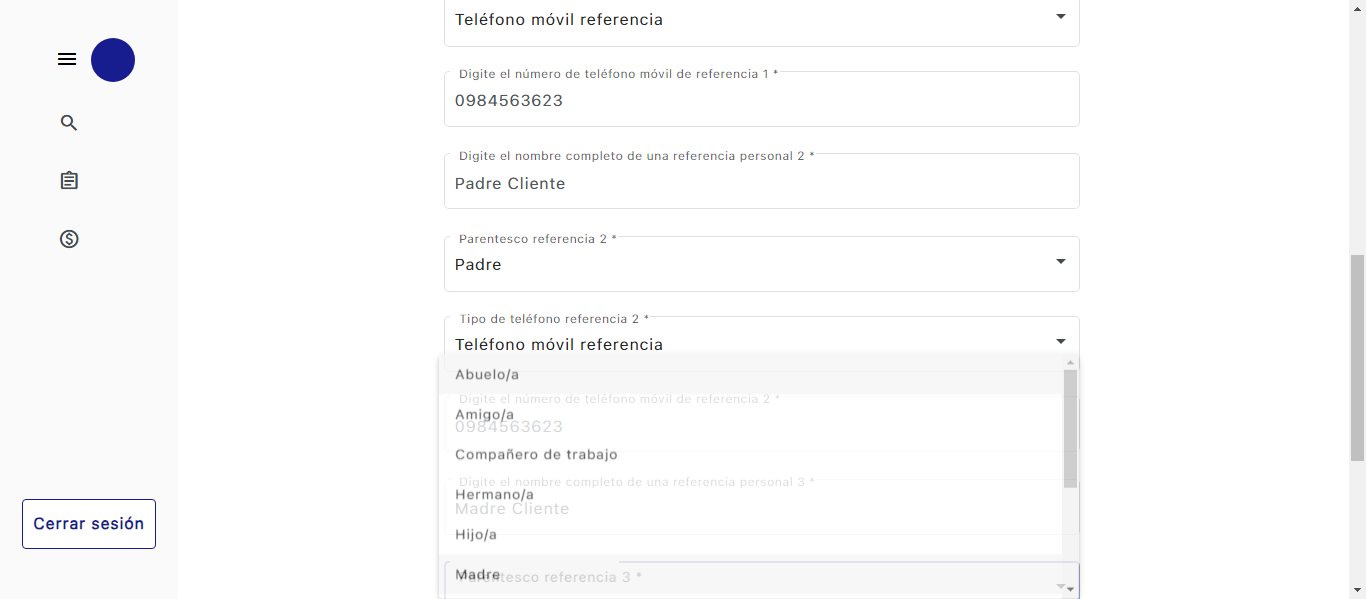 Teléfono móvil referencia
Digite el número de teléfono móvil de referencia 1 *
0984563623
Digite el nombre completo de una referencia personal 2 *
Padre Cliente
Parentesco referencia 2 *
Padre
Tipo de teléfono referencia 2 *
Teléfono móvil referencia
Abuelo/a
Digite el número de teléfono móvil de referencia 2 *
Amigo/a
0984563623
Compañero de trabajo
Digite el nombre completo de una referencia personal 3 *
Hermano/a
Madre Cliente
Hijo/a
Madre
Parentesco referencia 3 *
Cerrar sesión